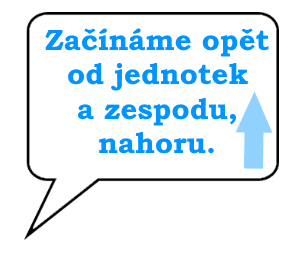 Začínáme opět
od jednotek
a zespodu,
nahoru.